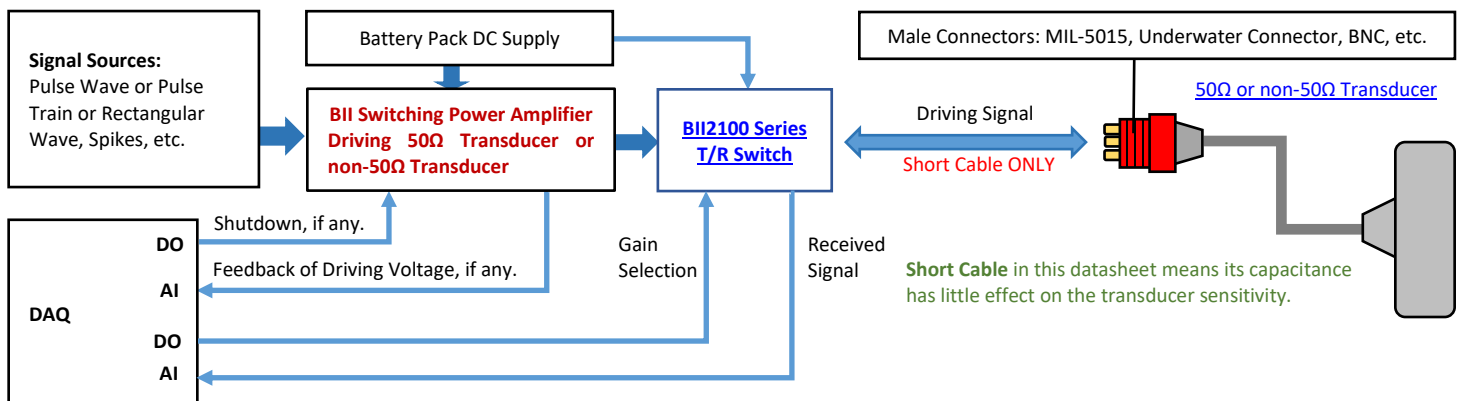 Signal Sources:
Pulse Wave or Pulse
Train or Rectangular
Wave, Spikes, etc.
Battery Pack DC Supply
BII Switching Power Amplifier
Driving 50Ω Transducer or
non-50Ω Transducer
BII2100 Series
T/R Switch
Driving Signal
Short Cable ONLY
Male Connectors: MIL-5015, Underwater Connector, BNC, etc.
50Ω or non-50Ω Transducer
DAQ
DO
AI
DO
AI
Shutdown, if any.
Feedback of Driving Voltage, if any.
Gain
Selection
Received
Signal
Short Cable in this datasheet means its capacitance
has little effect on the transducer sensitivity.